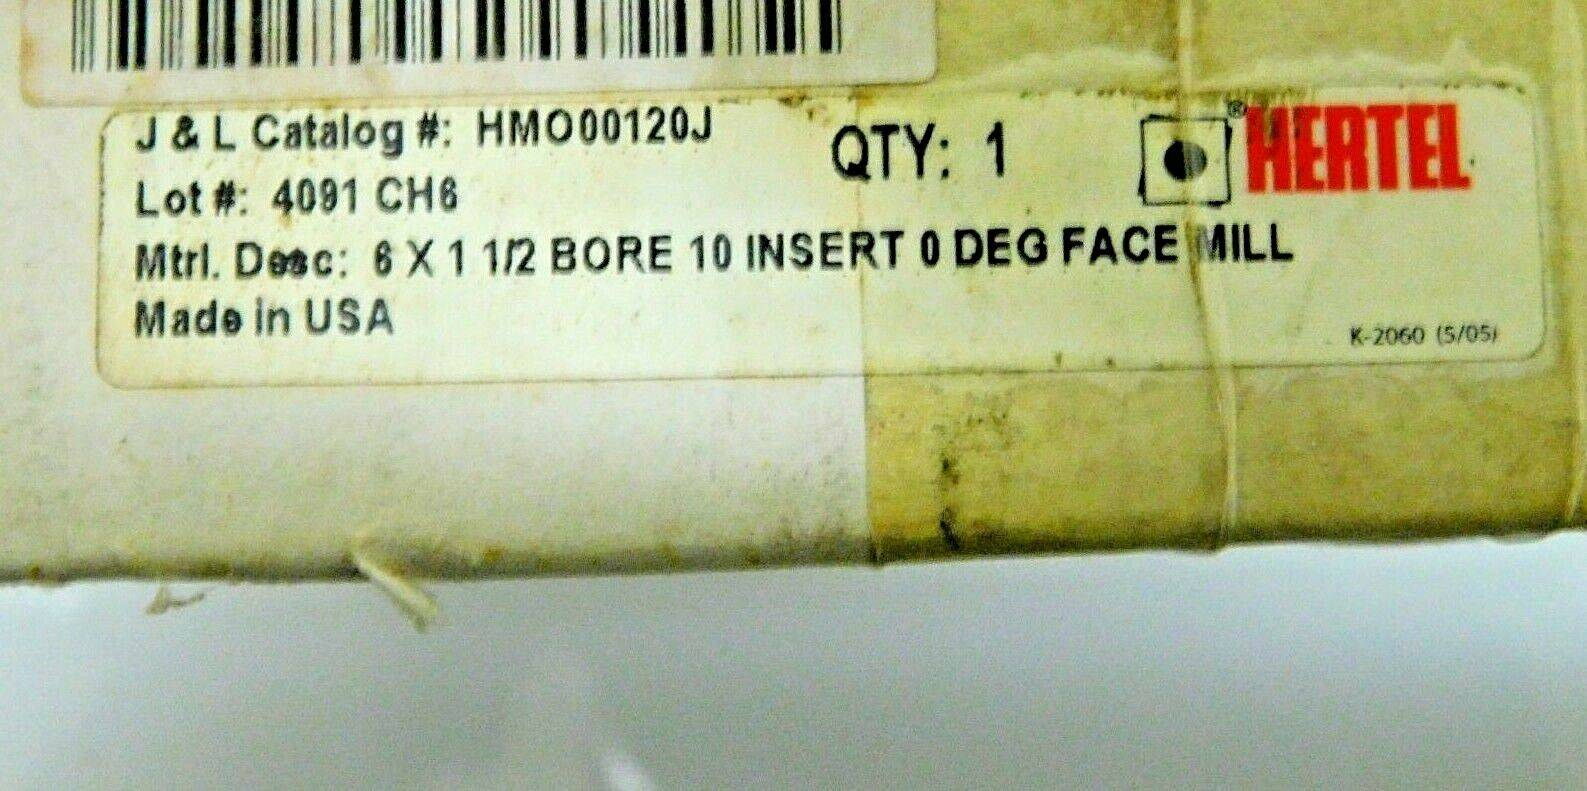 J & L Catalog #: HMO00120J
QTY: 1
® HERTEL
Lot #: 4091 CH6
Mtrl. Desc: 6 X 1 1/2 BORE 10 INSERT 0 DEG FACE MILL
Made in USA
K-2060 (5/05)